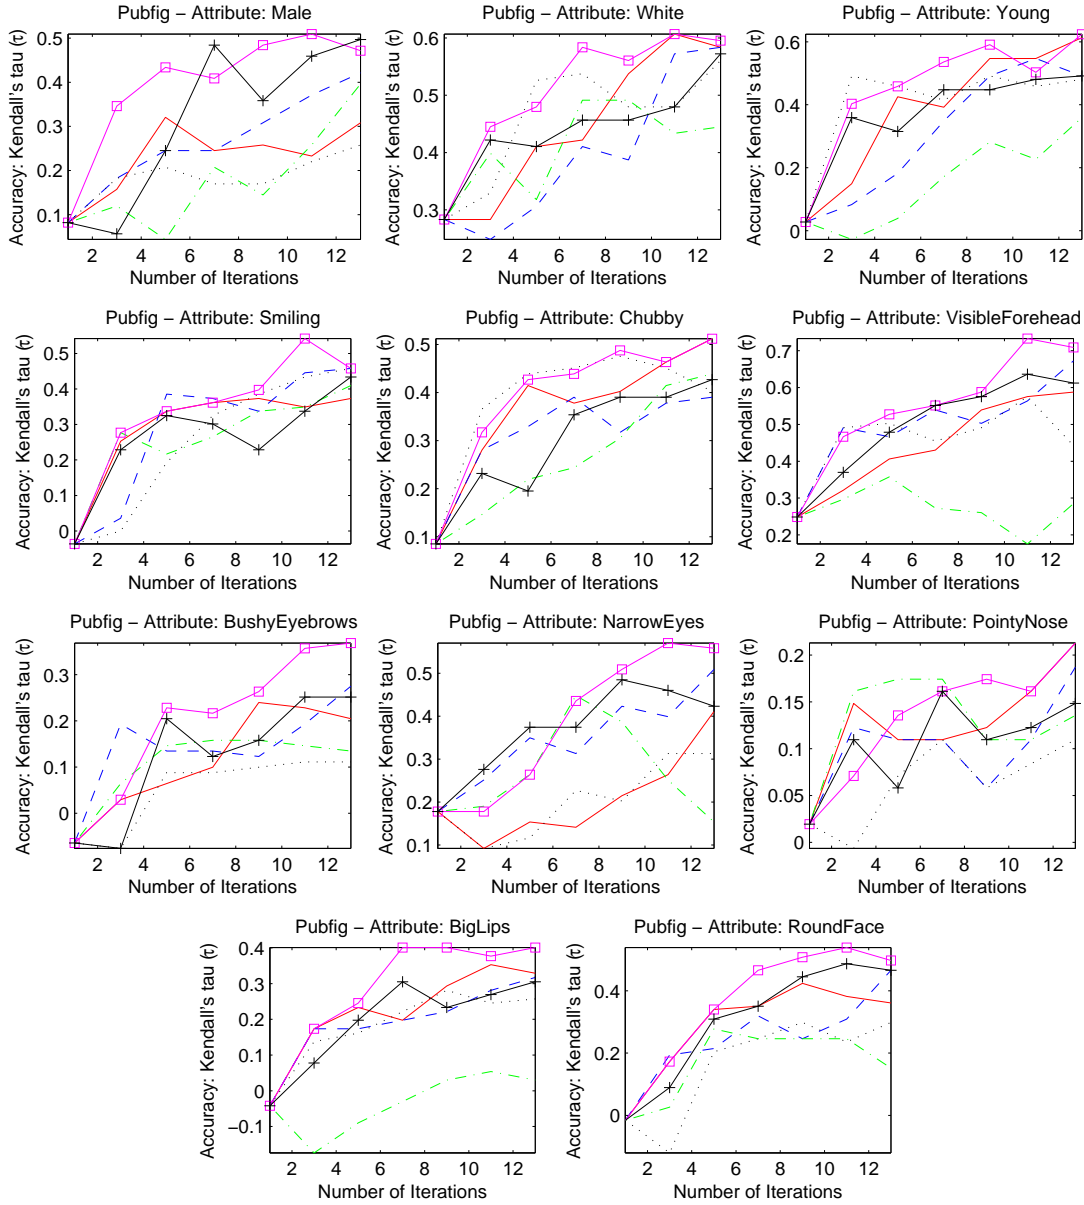 Pubfig − Attribute: Male
Pubfig − Attribute: White
Pubfig − Attribute: Young
Accuracy: Kendall's tau (τ)
0.5
0.4
0.3
0.2
0.1
2 4 6 8 10 12
Number of Iterations
Accuracy: Kendall's tau (τ)
0.6
0.5
0.4
0.3
2 4 6 8 10 12
Number of Iterations
Accuracy: Kendall's tau (τ)
0.6
0.4
0.2
0
2 4 6 8 10 12
Number of Iterations
Pubfig − Attribute: Smiling
Pubfig − Attribute: Chubby
Pubfig − Attribute: VisibleForehead
Accuracy: Kendall's tau (τ)
0.5
0.4
0.3
0.2
0.1
0
2 4 6 8 10 12
Number of Iterations
Accuracy: Kendall's tau (τ)
0.5
0.4
0.3
0.2
0.1
2 4 6 8 10 12
Number of Iterations
Accuracy: Kendall's tau (τ)
0.7
0.6
0.5
0.4
0.3
0.2
2 4 6 8 10 12
Number of Iterations
Pubfig − Attribute: BushyEyebrows
Pubfig − Attribute: NarrowEyes
Pubfig − Attribute: PointyNose
Accuracy: Kendall's tau (τ)
0.3
0.2
0.1
0
2 4 6 8 10 12
Number of Iterations
Accuracy: Kendall's tau (τ)
0.5
0.4
0.3
0.2
0.1
2 4 6 8 10 12
Number of Iterations
Accuracy: Kendall's tau (τ)
0.2
0.15
0.1
0.05
0
2 4 6 8 10 12
Number of Iterations
Pubfig − Attribute: BigLips
Pubfig − Attribute: RoundFace
Accuracy: Kendall's tau (τ)
0.4
0.3
0.2
0.1
0
−0.1
2 4 6 8 10 12
Number of Iterations
Accuracy: Kendall's tau (τ)
0.4
0.2
0
2 4 6 8 10 12
Number of Iterations